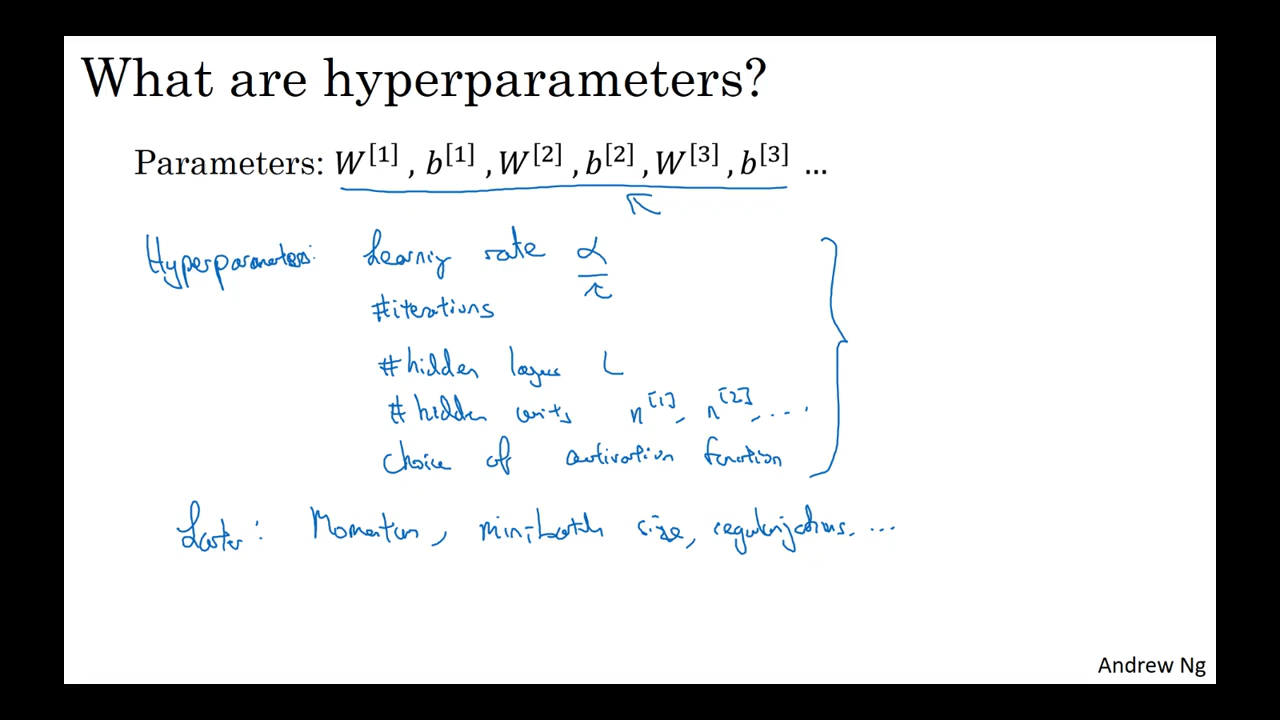 What are hyperparameters?
Parameters: W^[1], b^[1], W^[2], b^[2], W^[3], b^[3] ...
Hyperparameters: Learning rate α
#iterations
#hidden layers L
#hidden units n^[1], n^[2], ....
Choice of activation function
Later: Momentum, mini-batch size, regularizations. ...
Andrew Ng